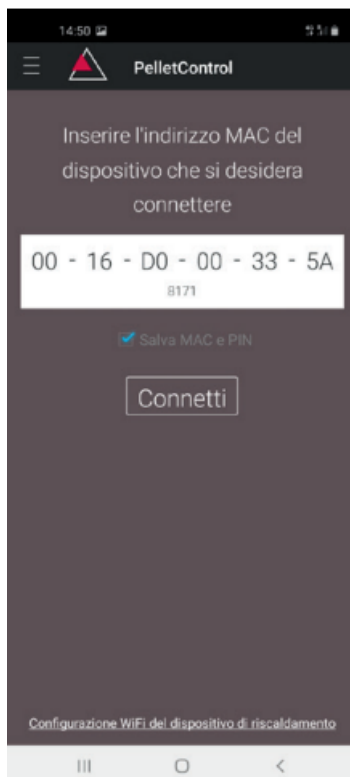 14:50
PelletControl
Inserire l'indirizzo MAC del
dispositivo che si desidera
connettere
00 - 16 - D0 - 00 - 33 - 5A
8171
Salva MAC e PIN
Connetti
Configurazione WiFi del dispositivo di riscaldamento